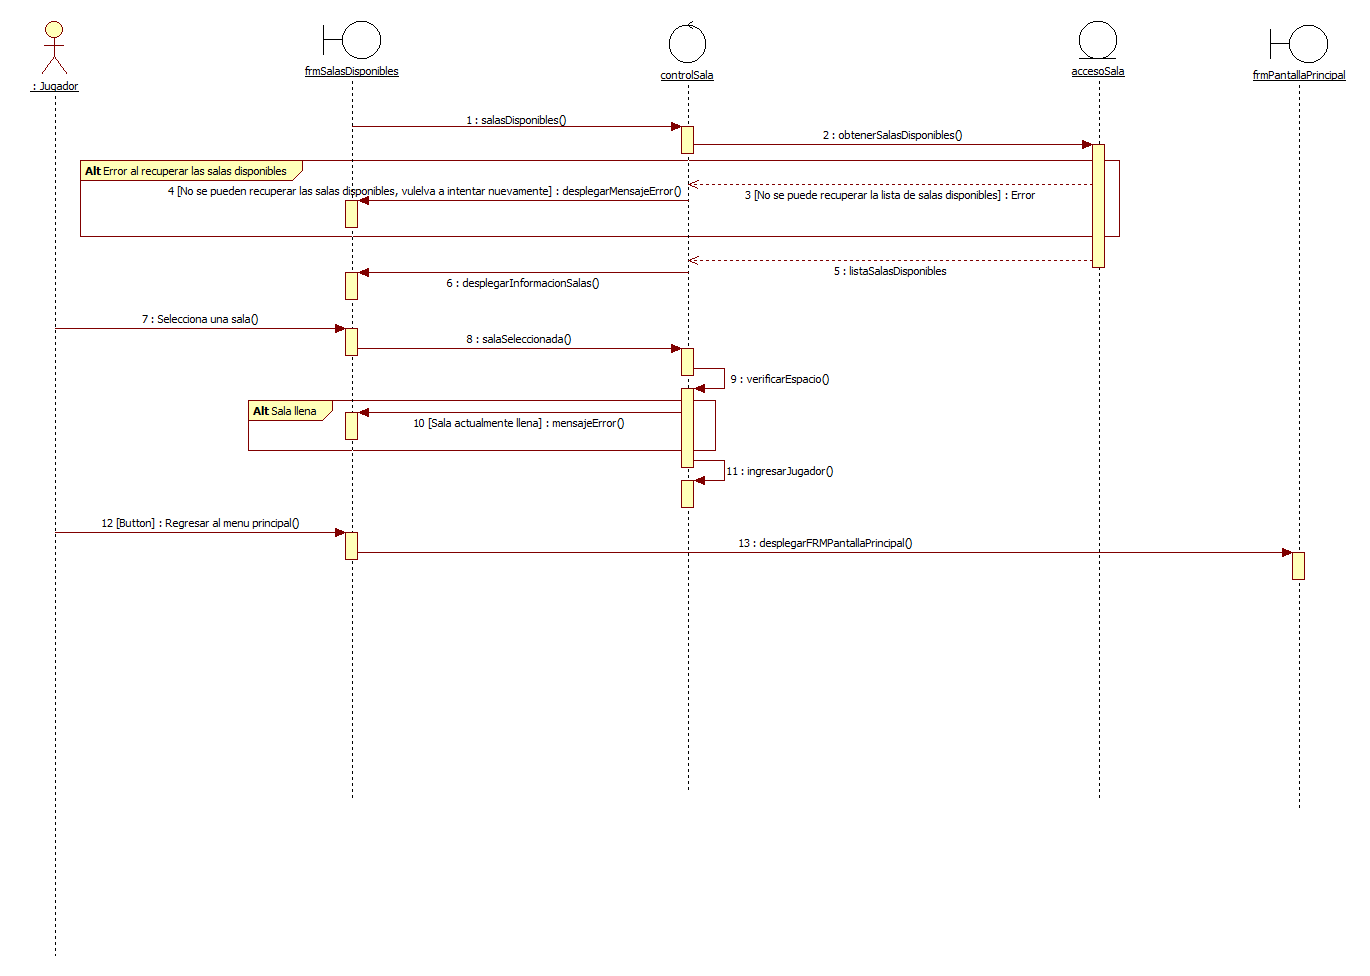 : Jugador
frmSalasDisponibles
controlSala
accesoSala
frmPantallaPrincipal
1 : salasDisponibles()
2 : obtenerSalasDisponibles()
Alt Error al recuperar las salas disponibles
4 [No se pueden recuperar las salas disponibles, vulelva a intentar nuevamente] : desplegarMensajeError()
3 [No se puede recuperar la lista de salas disponibles] : Error
5 : listaSalasDisponibles
6 : desplegarInformacionSalas()
7 : Selecciona una sala()
8 : salaSeleccionada()
9 : verificarEspacio()
Alt Sala llena
10 [Sala actualmente llena] : mensajeError()
11 : ingresarJugador()
12 [Button] : Regresar al menu principal()
13 : desplegarFRMPantallaPrincipal()